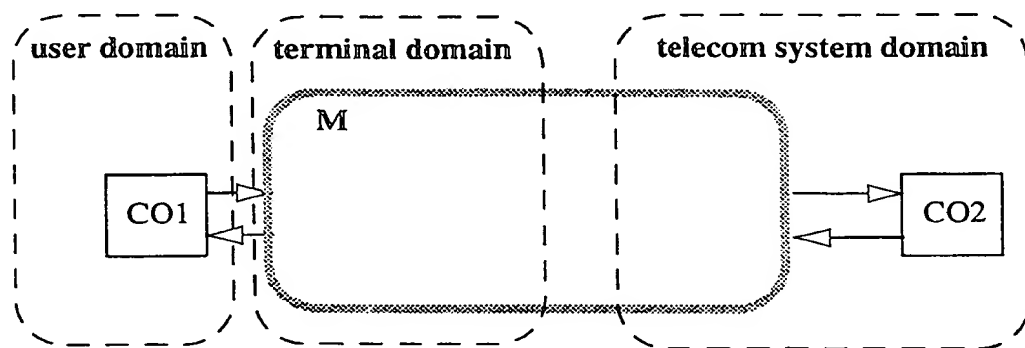 user domain
terminal domain
telecom system domain
M
CO1
CO2